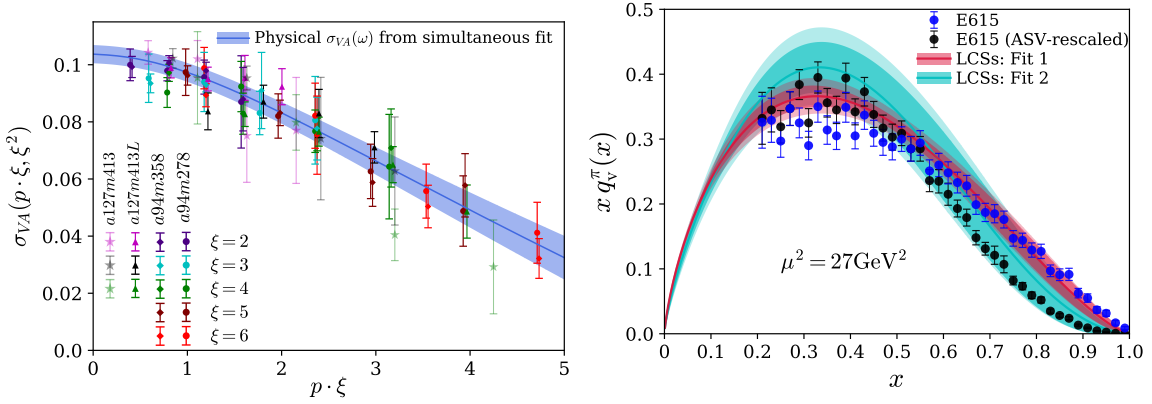 σ_VA(p · ξ, ξ²)
0.1
0.08
0.06
0.04
0.02
0.0
Physical σ_VA(ω) from simultaneous fit
a127m413
a127m413L
a94m358
a94m278
ξ = 2
ξ = 3
ξ = 4
ξ = 5
ξ = 6
0 1 2 3 4 5
p · ξ
x q_v^π(x)
0.5
0.4
0.3
0.2
0.1
0.0
E615
E615 (ASV-rescaled)
LCSs: Fit 1
LCSs: Fit 2
μ² = 27GeV²
0 0.1 0.2 0.3 0.4 0.5 0.6 0.7 0.8 0.9 1.0
x